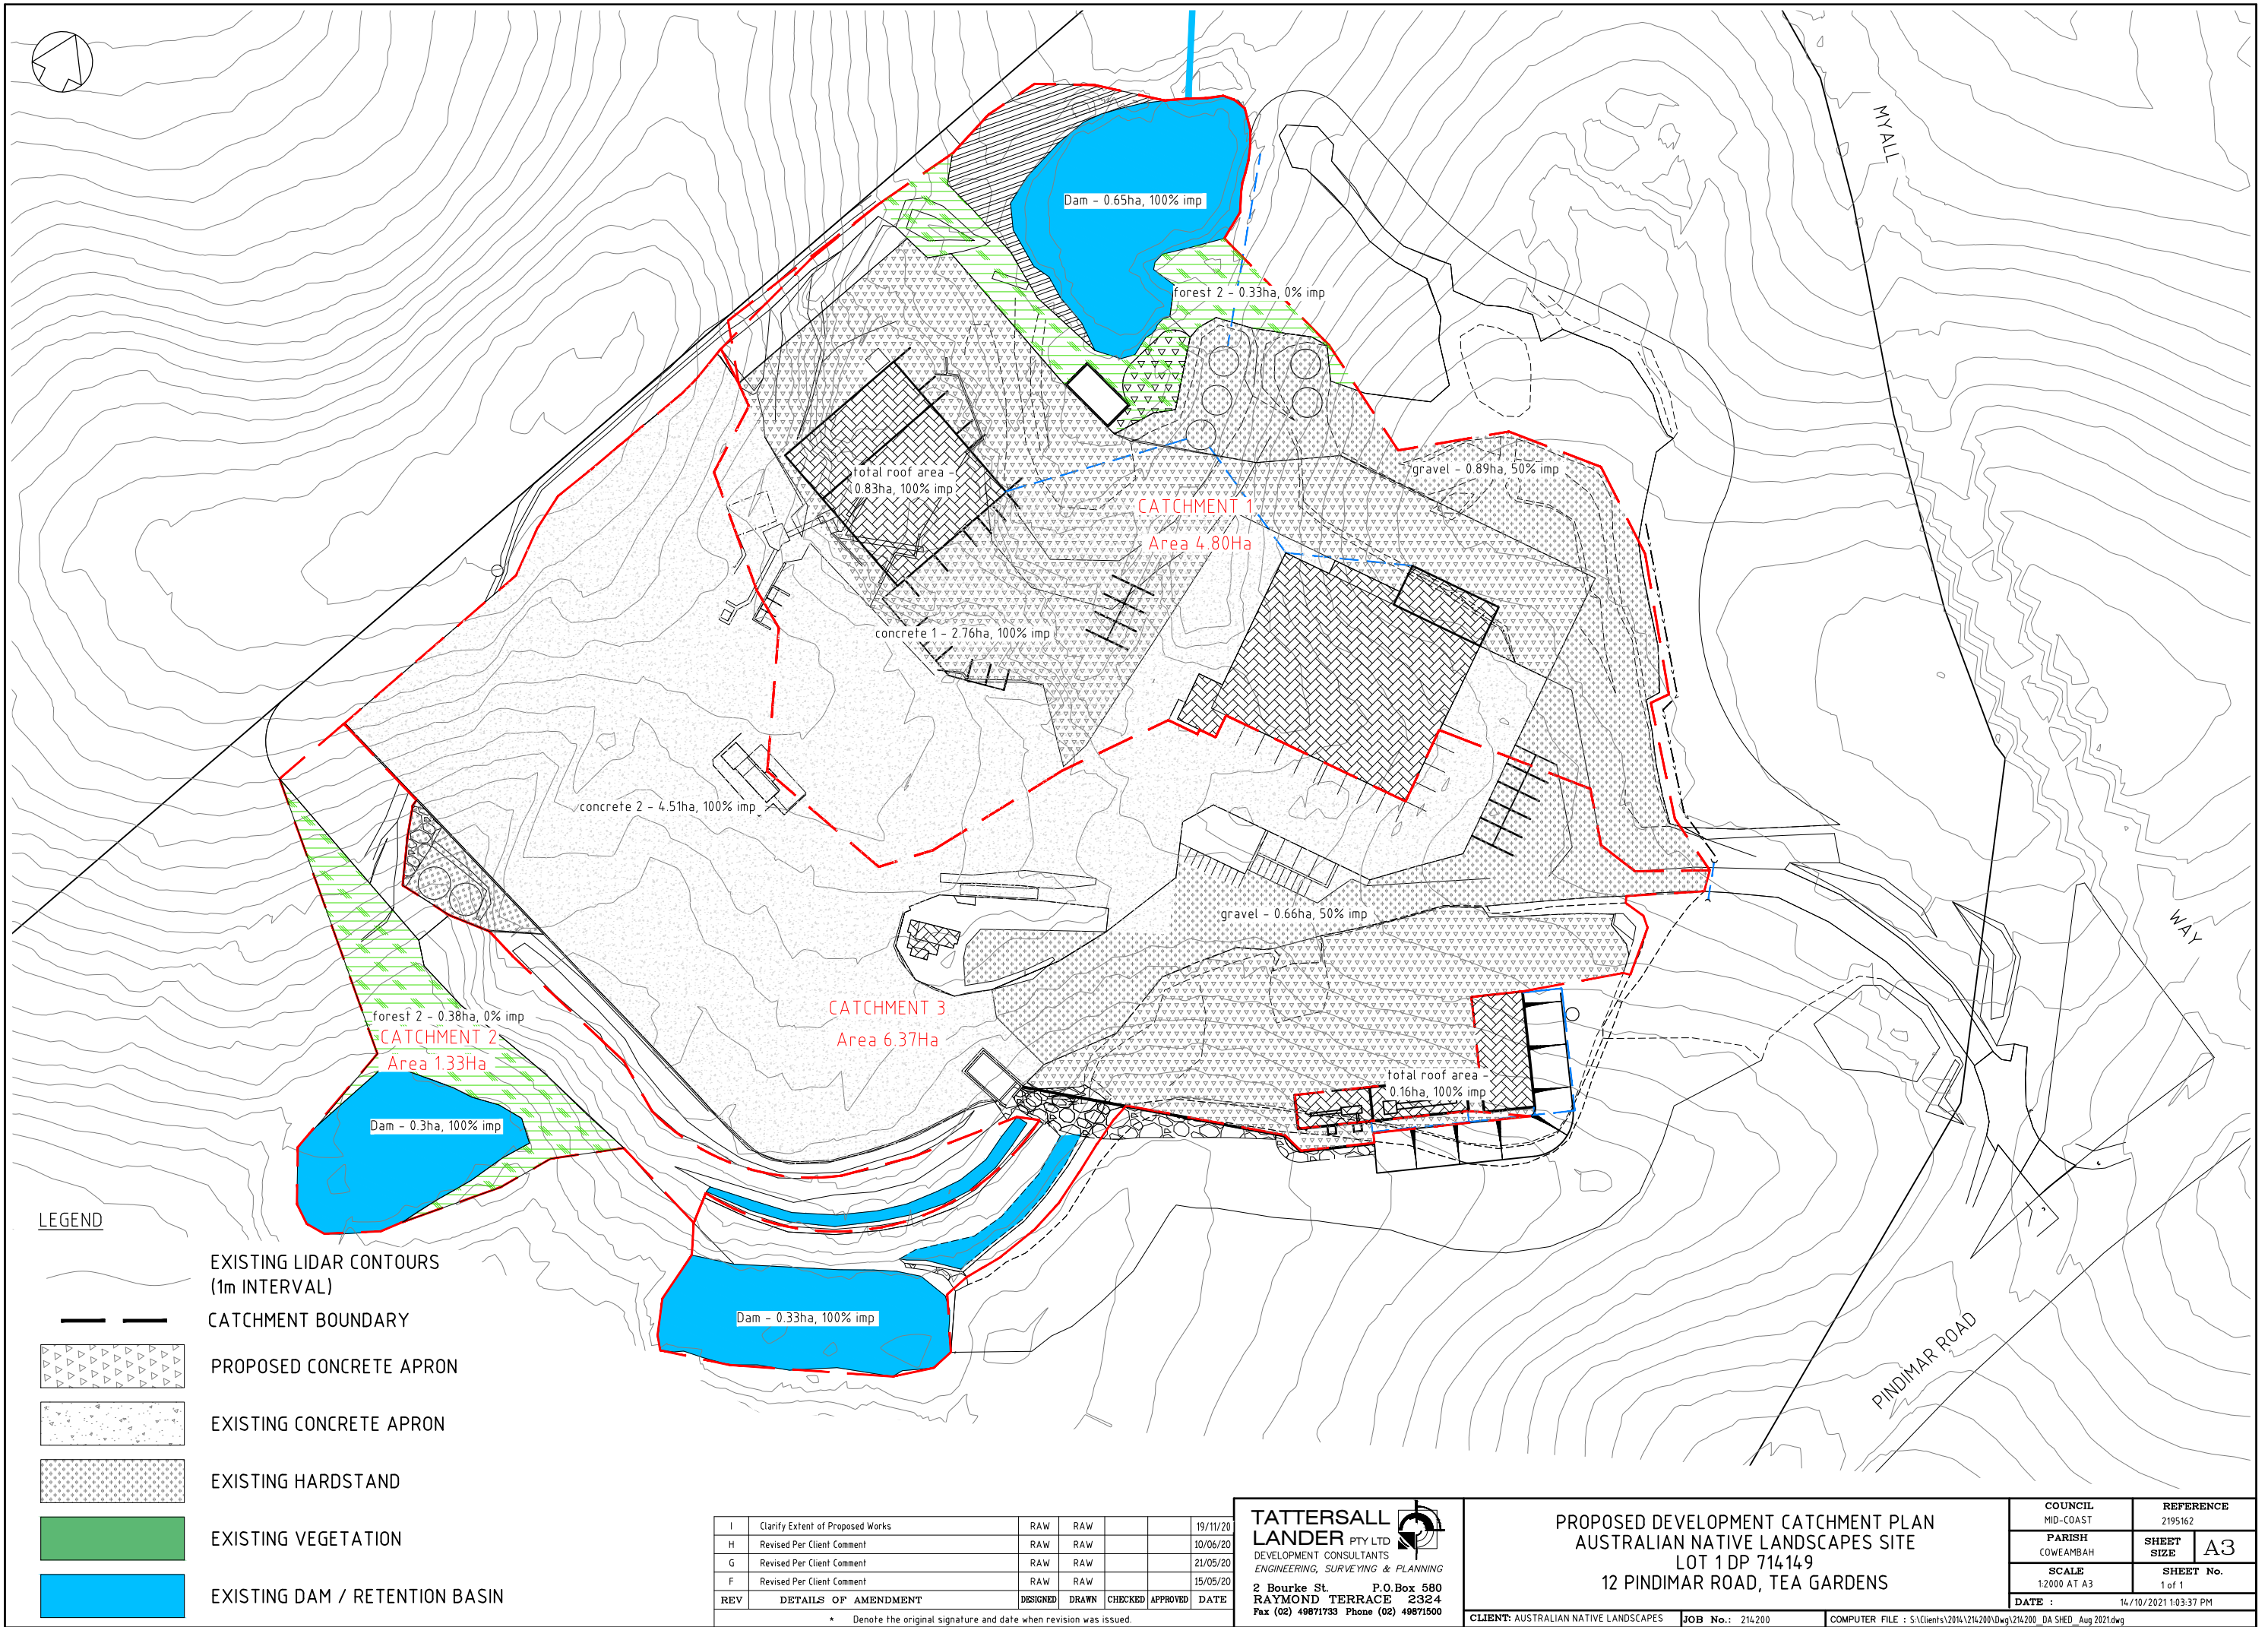 MYALL
WAY
PINDIMAR ROAD
Dam - 0.65ha, 100% imp
forest 2 - 0.33ha, 0% imp
total roof area -
0.83ha, 100% imp
gravel - 0.89ha, 50% imp
CATCHMENT 1
Area 4.80Ha
concrete 1 - 2.76ha, 100% imp
concrete 2 - 4.51ha, 100% imp
gravel - 0.66ha, 50% imp
CATCHMENT 3
Area 6.37Ha
forest 2 - 0.38ha, 0% imp
CATCHMENT 2
Area 1.33Ha
total roof area -
0.16ha, 100% imp
Dam - 0.3ha, 100% imp
Dam - 0.33ha, 100% imp
LEGEND
EXISTING LIDAR CONTOURS
(1m INTERVAL)
CATCHMENT BOUNDARY
PROPOSED CONCRETE APRON
EXISTING CONCRETE APRON
EXISTING HARDSTAND
EXISTING VEGETATION
EXISTING DAM / RETENTION BASIN
I Clarify Extent of Proposed Works RAW RAW 19/11/20
H Revised Per Client Comment RAW RAW 10/06/20
G Revised Per Client Comment RAW RAW 21/05/20
F Revised Per Client Comment RAW RAW 15/05/20
REV DETAILS OF AMENDMENT DESIGNED DRAWN CHECKED APPROVED DATE
* Denote the original signature and date when revision was issued.
TATTERSALL
LANDER PTY LTD
DEVELOPMENT CONSULTANTS
ENGINEERING, SURVEYING & PLANNING
2 Bourke St. P.O.Box 580
RAYMOND TERRACE 2324
Fax (02) 49871733 Phone (02) 49871500
PROPOSED DEVELOPMENT CATCHMENT PLAN
AUSTRALIAN NATIVE LANDSCAPES SITE
LOT 1 DP 714149
12 PINDIMAR ROAD, TEA GARDENS
CLIENT: AUSTRALIAN NATIVE LANDSCAPES
JOB No.: 214200
COMPUTER FILE : S:\Clients\2014\214200\Dwg\214200_DA SHED_Aug 2021.dwg
COUNCIL
MID-COAST
REFERENCE
2195162
PARISH
COWEAMBAH
SHEET SIZE A3
SCALE
1:2000 AT A3
SHEET No.
1 of 1
DATE : 14/10/2021 1:03:37 PM